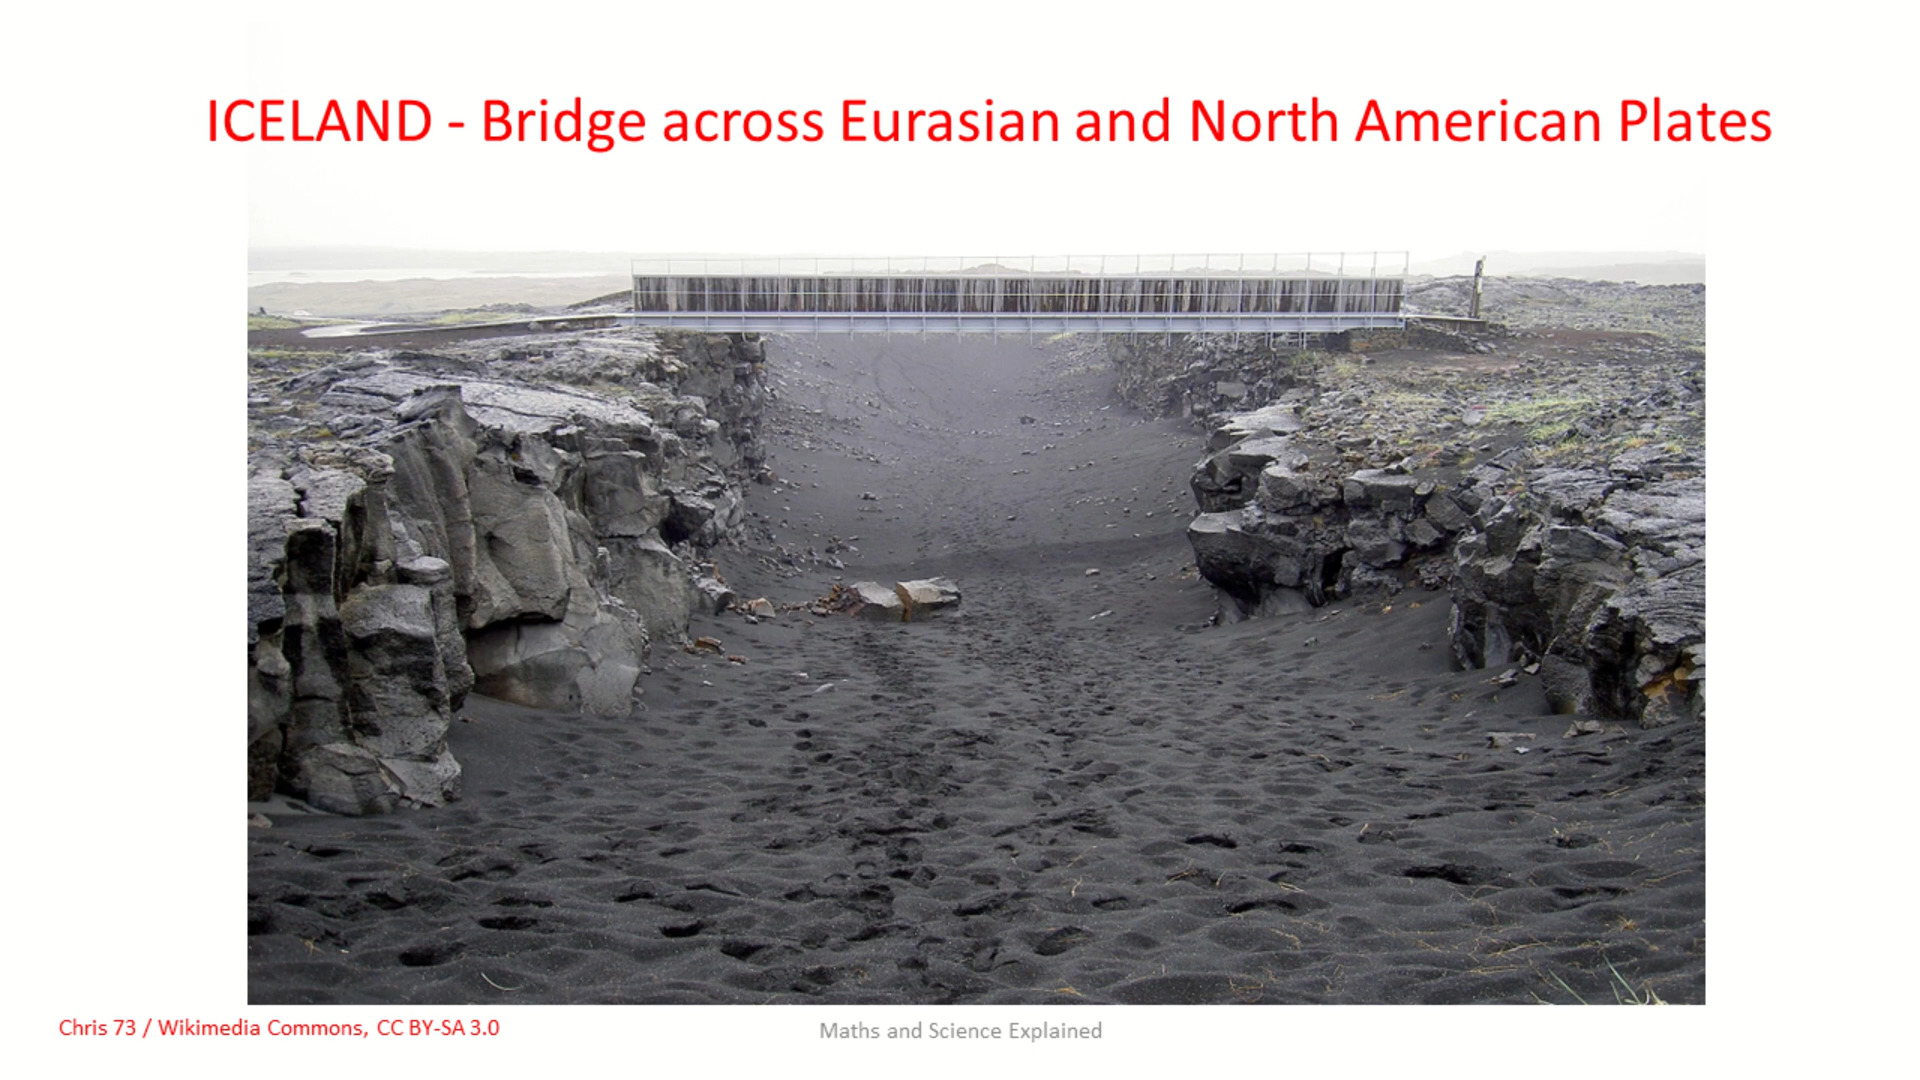 ICELAND - Bridge across Eurasian and North American Plates
Chris 73 / Wikimedia Commons, CC BY-SA 3.0
Maths and Science Explained